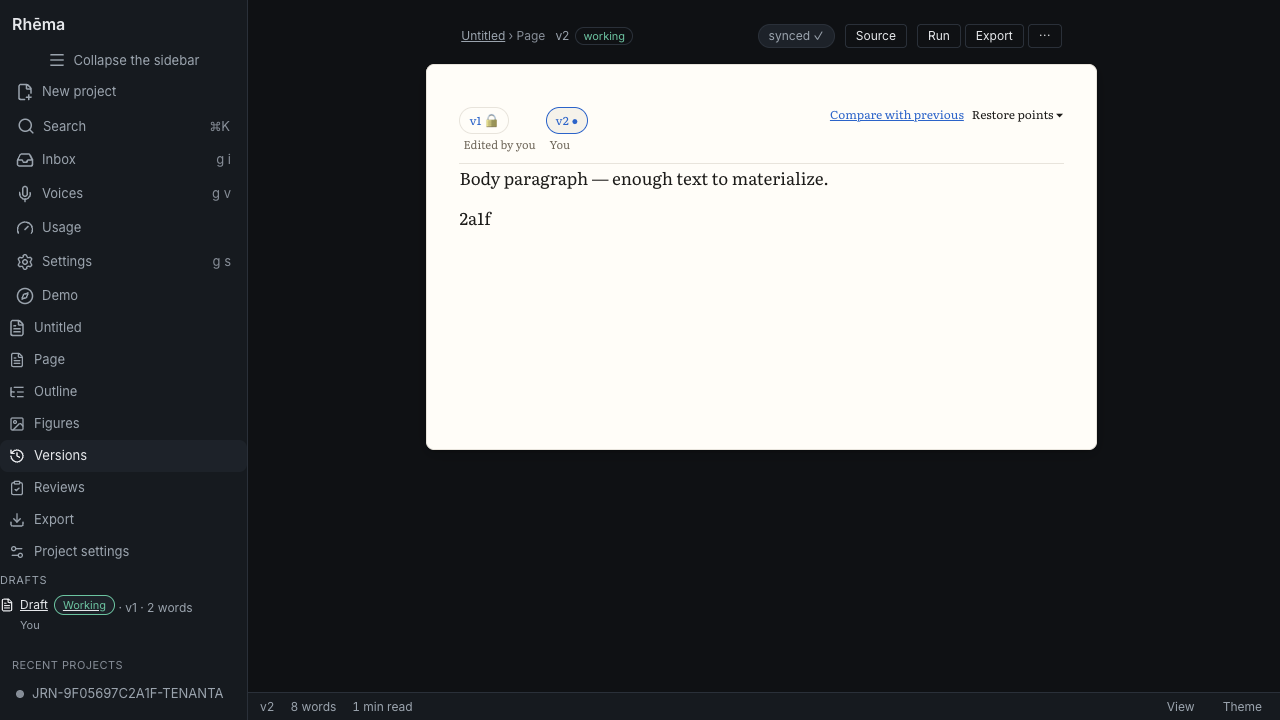 Rhēma
Collapse the sidebar
New project
Search ⌘K
Inbox g i
Voices g v
Usage
Settings g s
Demo
Untitled
Page
Outline
Figures
Versions
Reviews
Export
Project settings
DRAFTS
Draft Working · v1 · 2 words
You
RECENT PROJECTS
JRN-9F05697C2A1F-TENANTA
Untitled › Page v2 working synced ✓ Source Run Export ···
v1 🔒 v2 ● Compare with previous Restore points ▾
Edited by you You
Body paragraph — enough text to materialize.
2a1f
v2 8 words 1 min read View Theme